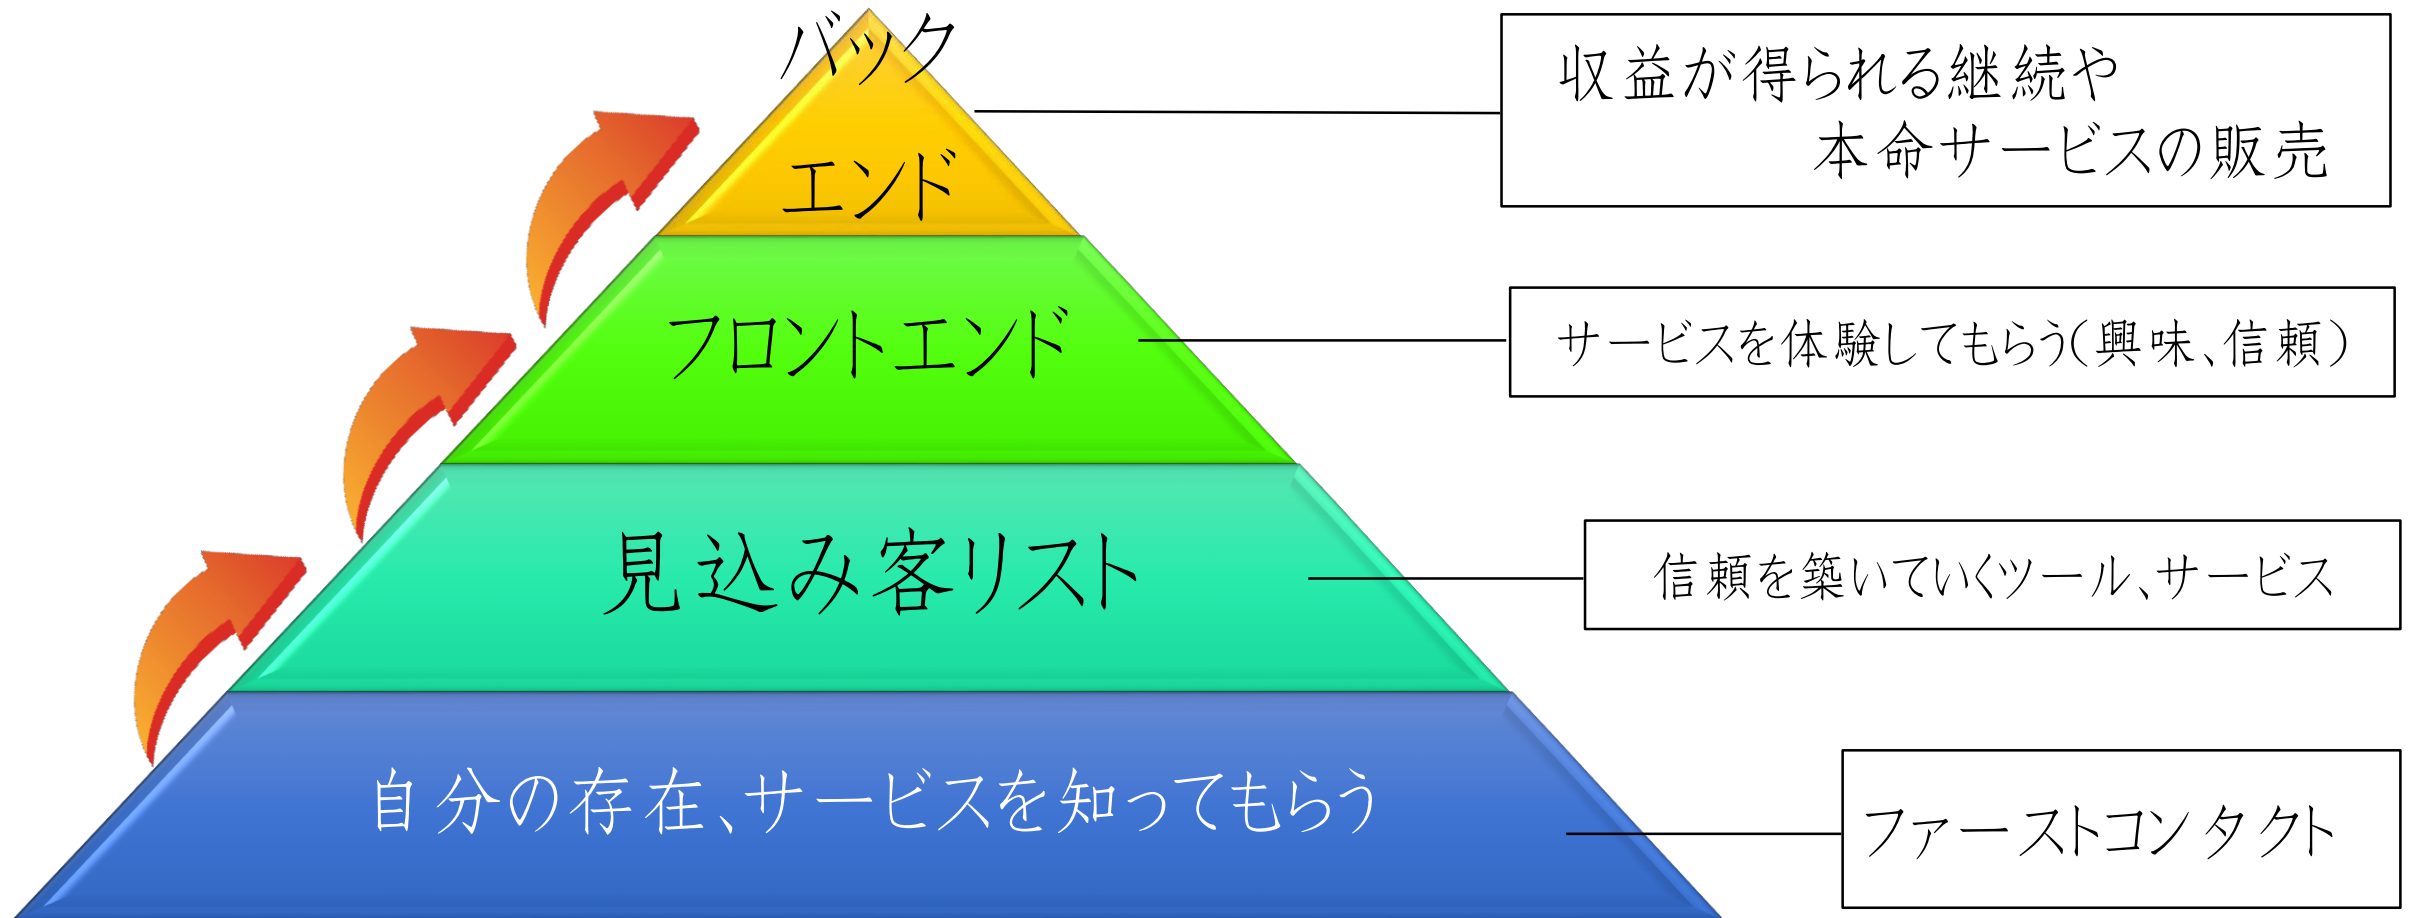 バック
エンド
収益が得られる継続や
本命サービスの販売
フロントエンド
サービスを体験してもらう(興味、信頼)
見込み客リスト
信頼を築いていくツール、サービス
自分の存在、サービスを知ってもらう
ファーストコンタクト